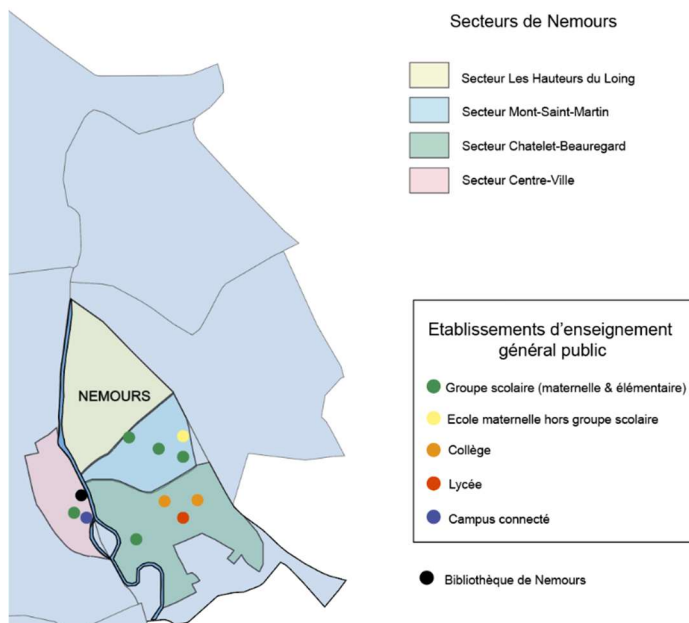 Secteurs de Nemours
Secteur Les Hauteurs du Loing
Secteur Mont-Saint-Martin
Secteur Chatelet-Beauregard
Secteur Centre-Ville
NEMOURS
Etablissements d'enseignement
général public
Groupe scolaire (maternelle & élémentaire)
Ecole maternelle hors groupe scolaire
Collège
Lycée
Campus connecté
Bibliothèque de Nemours